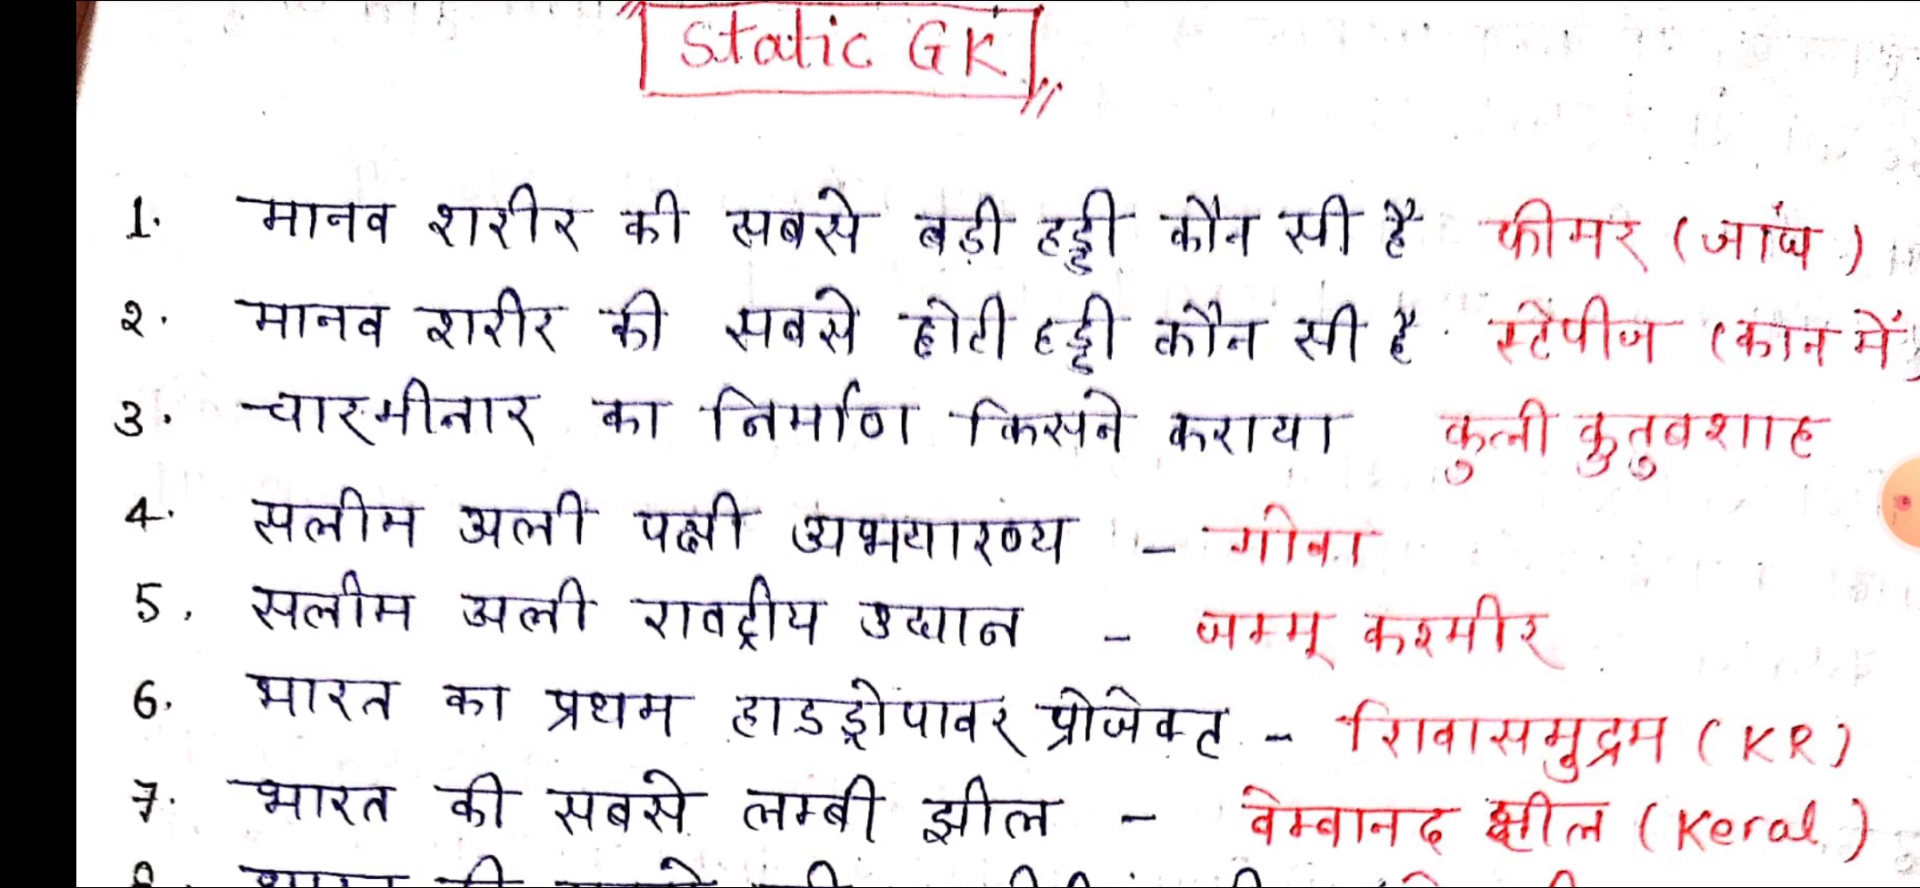 Static GK
1. मानव शरीर की सबसे बड़ी हड्डी कौन सी है फीमर (जांघ)
2. मानव शरीर की सबसे छोटी हड्डी कौन सी है स्टेपीज (कान में)
3. चारमीनार का निर्माण किसने कराया कुली कुतुबशाह
4. सलीम अली पक्षी अभयारण्य - गोवा
5. सलीम अली राष्ट्रीय उद्यान - जम्मू कश्मीर
6. भारत का प्रथम हाइड्रोपावर प्रोजेक्ट - शिवासमुद्रम (KR)
7. भारत की सबसे लम्बी झील - वेम्बानद झील (Keral)